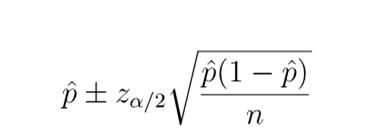 p̂ ± z_{α/2} √(p̂(1 − p̂)/n)